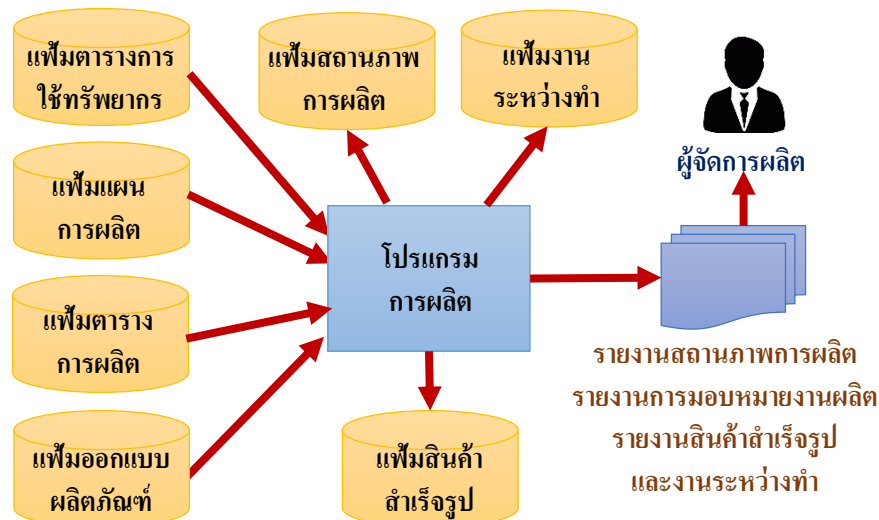 แฟ้มตารางการ
ใช้ทรัพยากร
แฟ้มสถานภาพ
การผลิต
แฟ้มงาน
ระหว่างทำ
ผู้จัดการผลิต
แฟ้มแผน
การผลิต
โปรแกรม
การผลิต
แฟ้มตาราง
การผลิต
รายงานสถานภาพการผลิต
รายงานการมอบหมายงานผลิต
รายงานสินค้าสำเร็จรูป
และงานระหว่างทำ
แฟ้มออกแบบ
ผลิตภัณฑ์
แฟ้มสินค้า
สำเร็จรูป